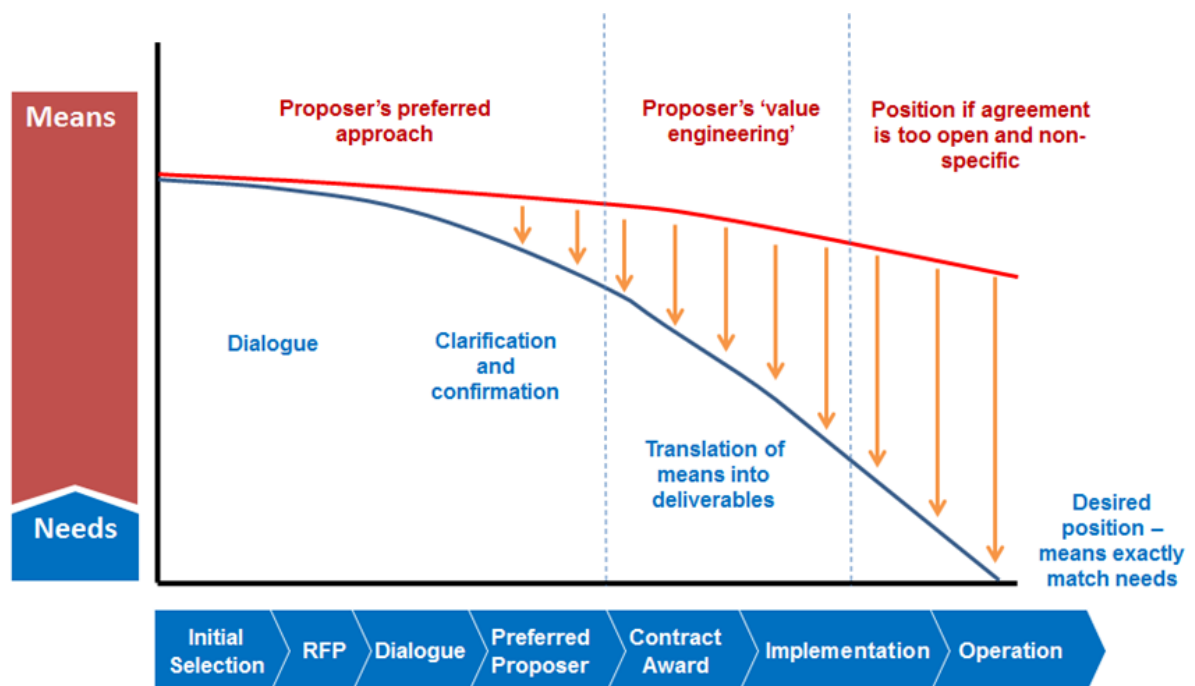 Means
Needs
Proposer's preferred
approach
Proposer's 'value
engineering'
Position if agreement
is too open and non-
specific
Dialogue
Clarification
and
confirmation
Translation of
means into
deliverables
Desired
position –
means exactly
match needs
Initial
Selection
RFP
Dialogue
Preferred
Proposer
Contract
Award
Implementation
Operation